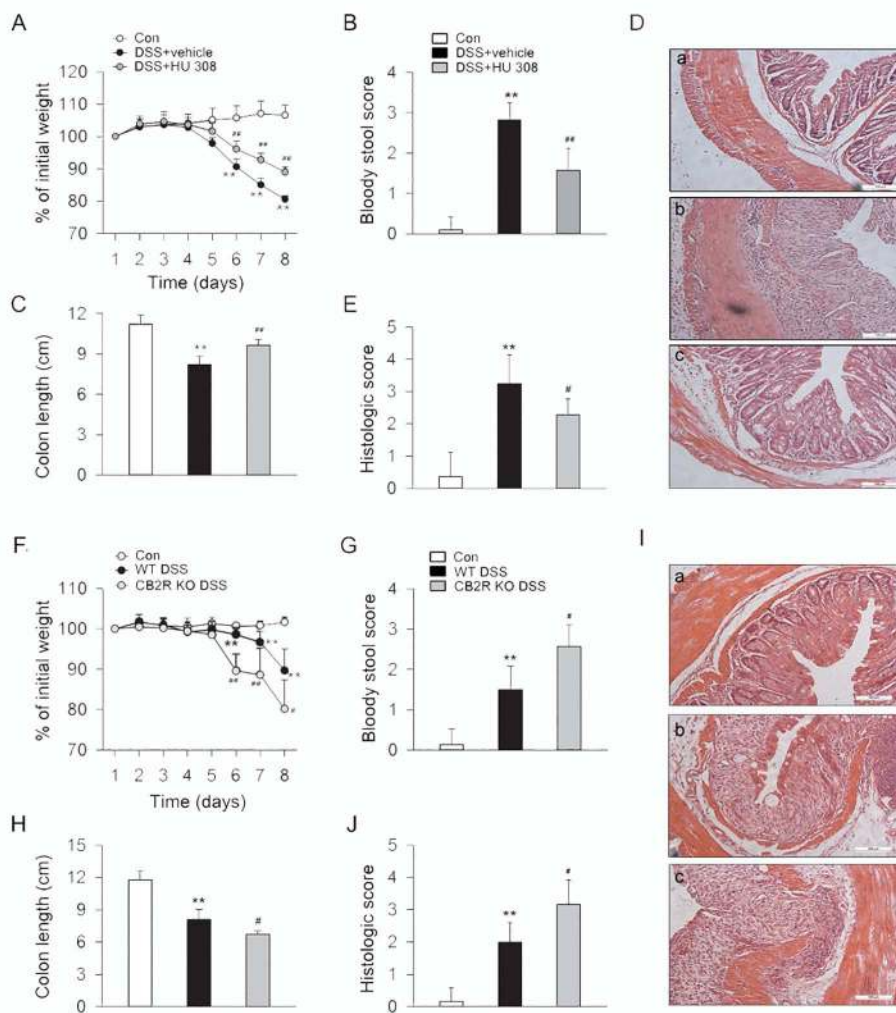 A
Con
DSS+vehicle
DSS+HU 308
% of initial weight
120
110
100
90
80
70
##
##
##
**
**
**
1 2 3 4 5 6 7 8
Time (days)
B
Con
DSS+vehicle
DSS+HU 308
Bloody stool score
4
3
2
1
0
**
##
D
a
b
c
C
Colon length (cm)
12
9
6
3
0
**
##
E
Histologic score
5
4
3
2
1
0
**
#
F
Con
WT DSS
CB2R KO DSS
% of initial weight
110
100
90
80
70
**
**
**
##
##
#
1 2 3 4 5 6 7 8
Time (days)
G
Con
WT DSS
CB2R KO DSS
Bloody stool score
4
3
2
1
0
**
#
I
a
b
c
H
Colon length (cm)
15
12
9
6
3
0
**
#
J
Histologic score
5
4
3
2
1
0
**
#